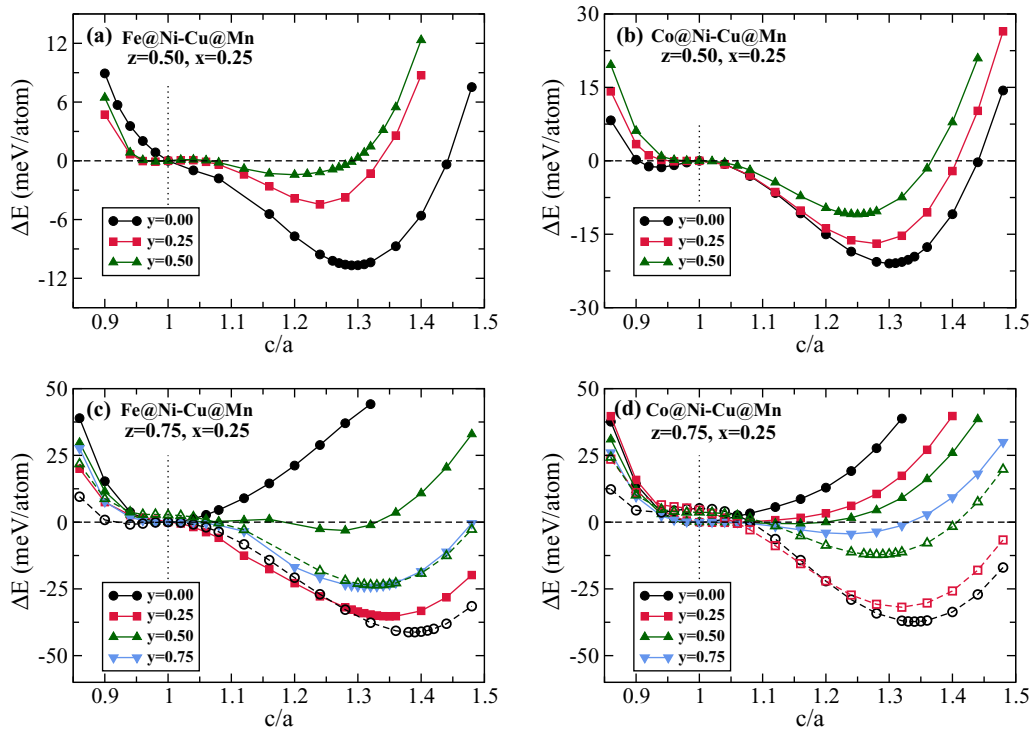 (a) Fe@Ni-Cu@Mn
z=0.50, x=0.25
12
6
0
-6
-12
ΔE (meV/atom)
y=0.00
y=0.25
y=0.50
0.9 1 1.1 1.2 1.3 1.4 1.5
c/a
(b) Co@Ni-Cu@Mn
z=0.50, x=0.25
30
15
0
-15
-30
ΔE (meV/atom)
y=0.00
y=0.25
y=0.50
0.9 1 1.1 1.2 1.3 1.4 1.5
c/a
(c) Fe@Ni-Cu@Mn
z=0.75, x=0.25
50
25
0
-25
-50
ΔE (meV/atom)
y=0.00
y=0.25
y=0.50
y=0.75
0.9 1 1.1 1.2 1.3 1.4 1.5
c/a
(d) Co@Ni-Cu@Mn
z=0.75, x=0.25
50
25
0
-25
-50
ΔE (meV/atom)
y=0.00
y=0.25
y=0.50
y=0.75
0.9 1 1.1 1.2 1.3 1.4 1.5
c/a